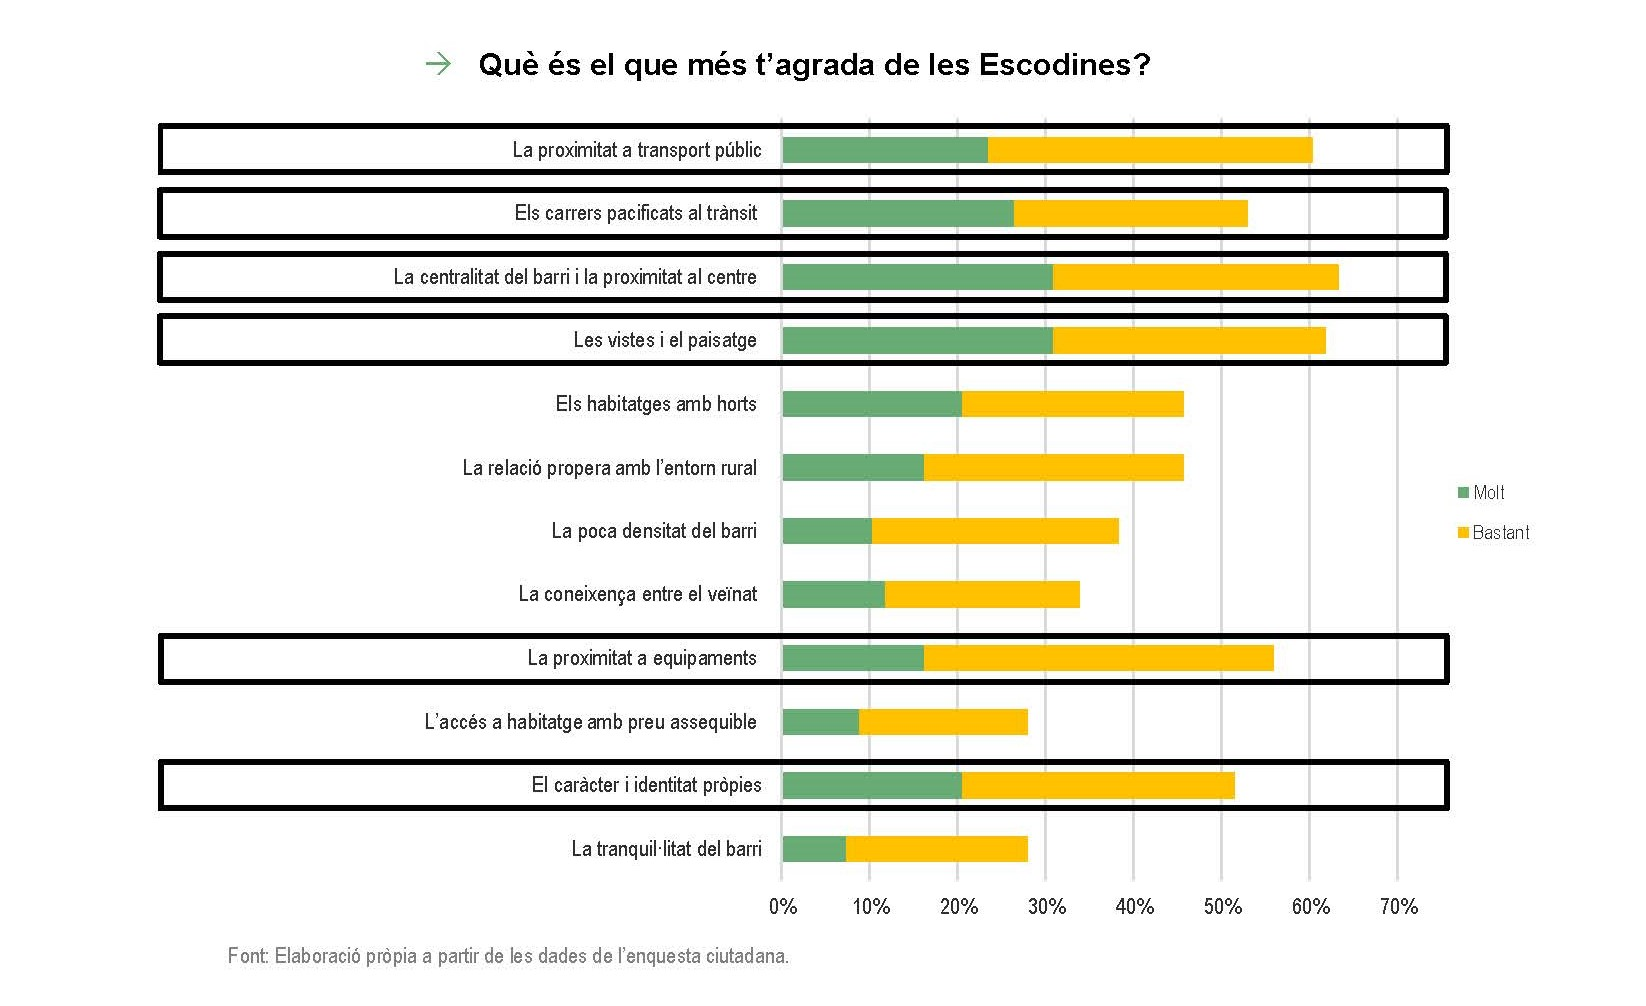 → Què és el que més t’agrada de les Escodines?
La proximitat a transport públic
Els carrers pacificats al trànsit
La centralitat del barri i la proximitat al centre
Les vistes i el paisatge
Els habitatges amb horts
La relació propera amb l’entorn rural
La poca densitat del barri
La coneixença entre el veïnat
La proximitat a equipaments
L’accés a habitatge amb preu assequible
El caràcter i identitat pròpies
La tranquil·litat del barri
0% 10% 20% 30% 40% 50% 60% 70%
Molt
Bastant
Font: Elaboració pròpia a partir de les dades de l’enquesta ciutadana.